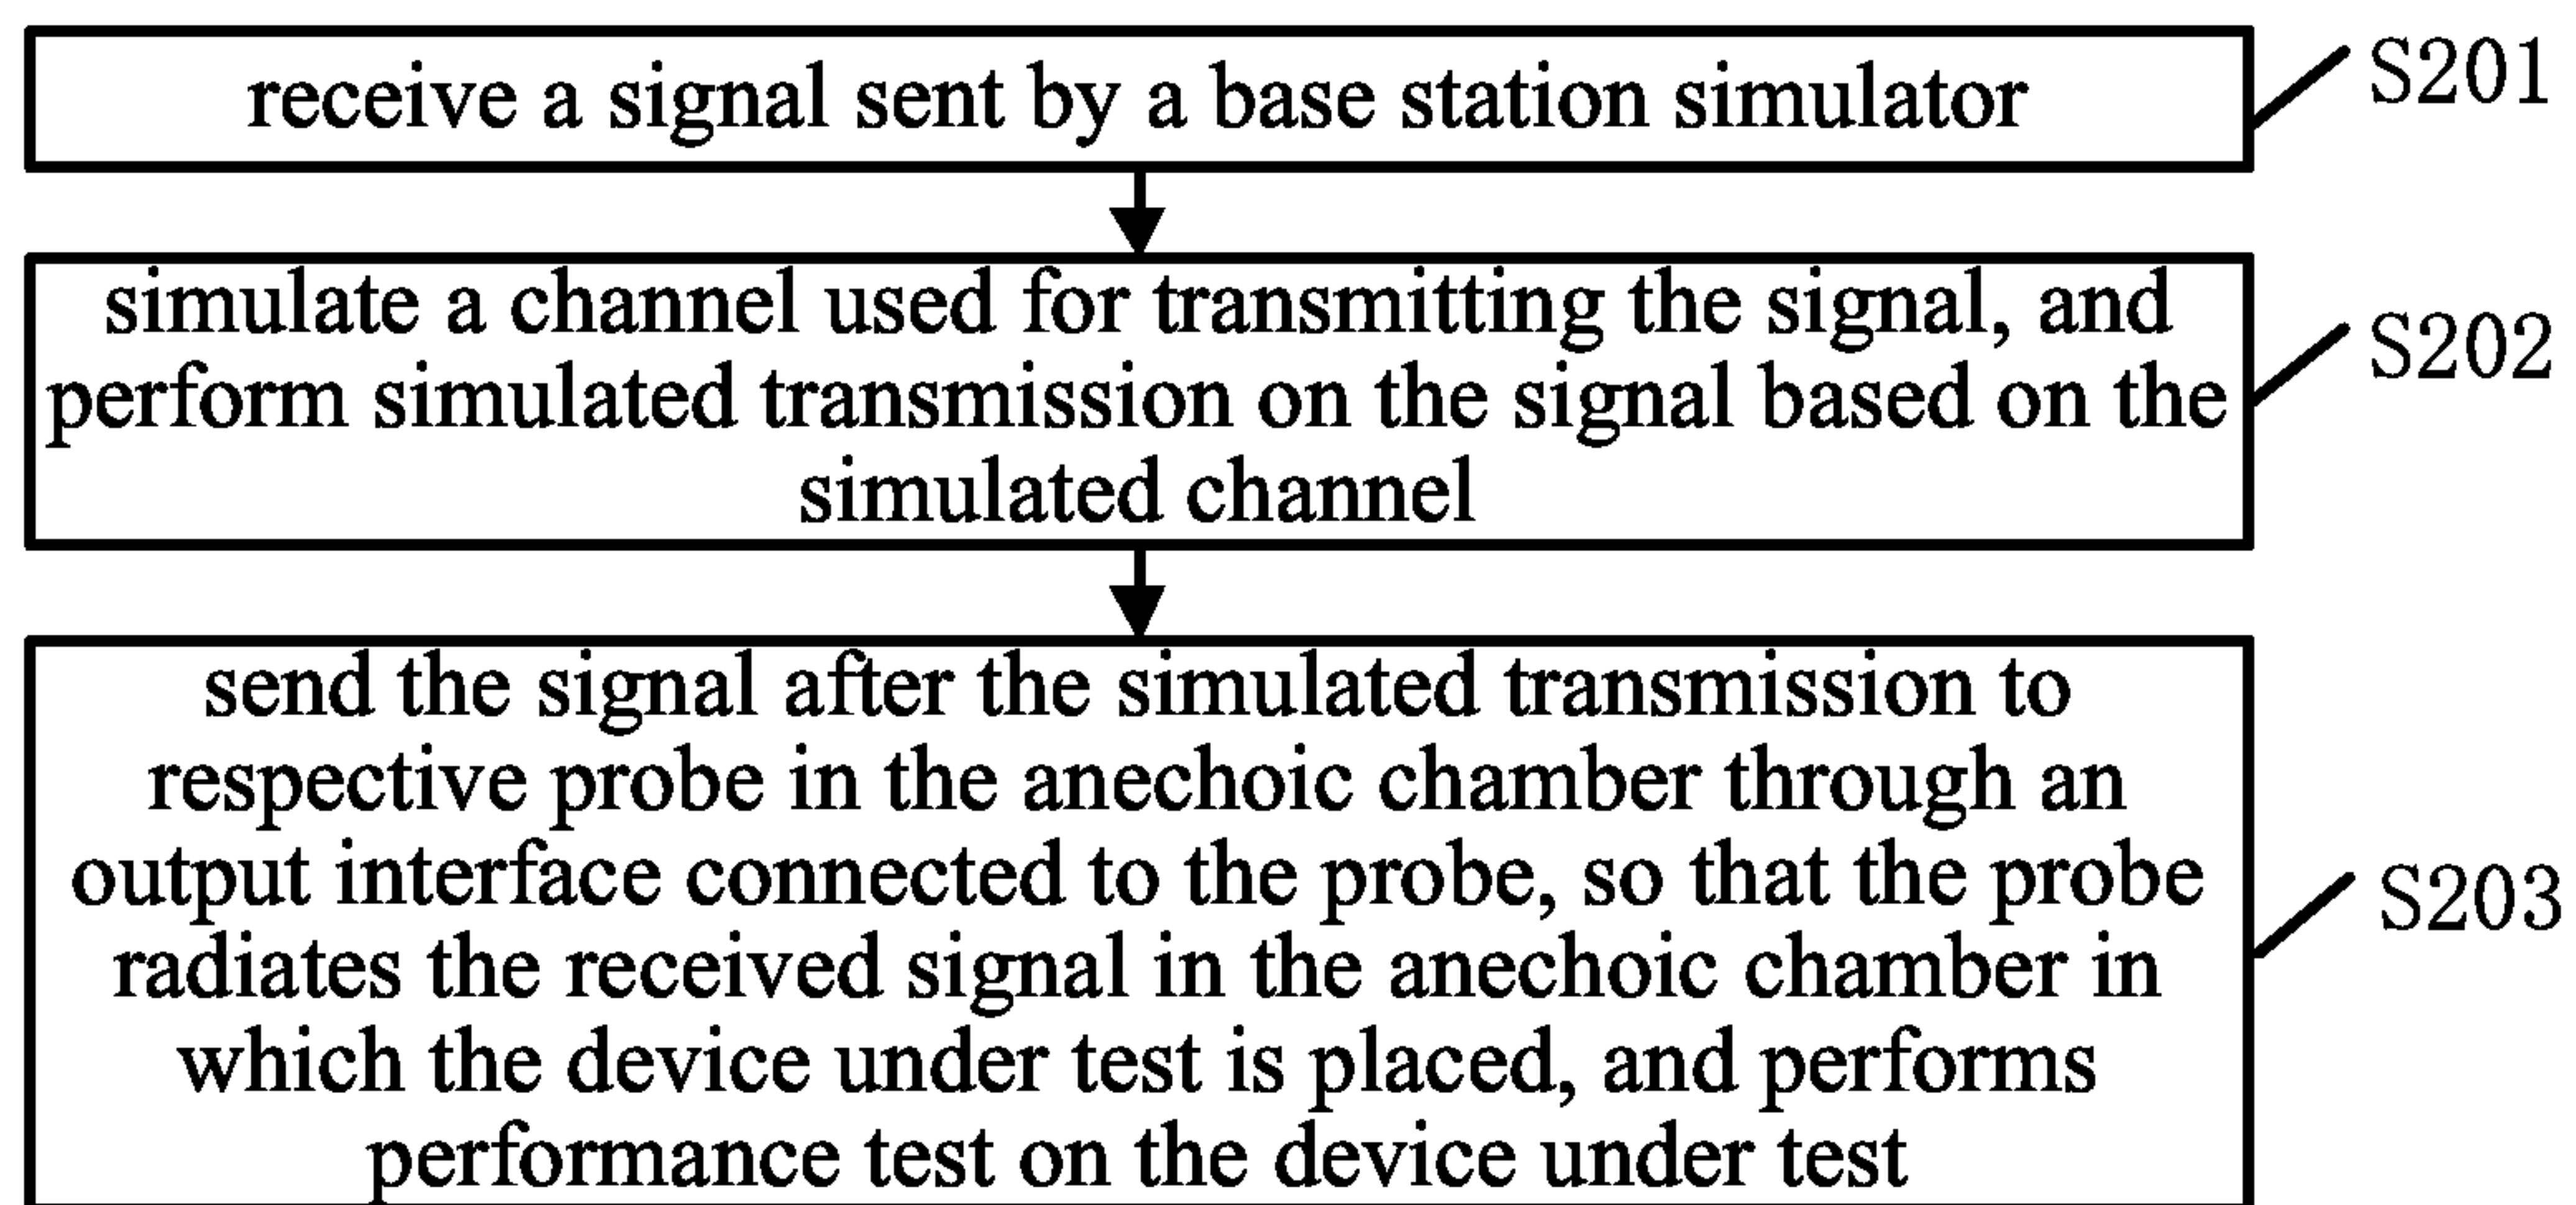 receive a signal sent by a base station simulator
S201
simulate a channel used for transmitting the signal, and
perform simulated transmission on the signal based on the
simulated channel
S202
send the signal after the simulated transmission to
respective probe in the anechoic chamber through an
output interface connected to the probe, so that the probe
radiates the received signal in the anechoic chamber in
which the device under test is placed, and performs
performance test on the device under test
S203